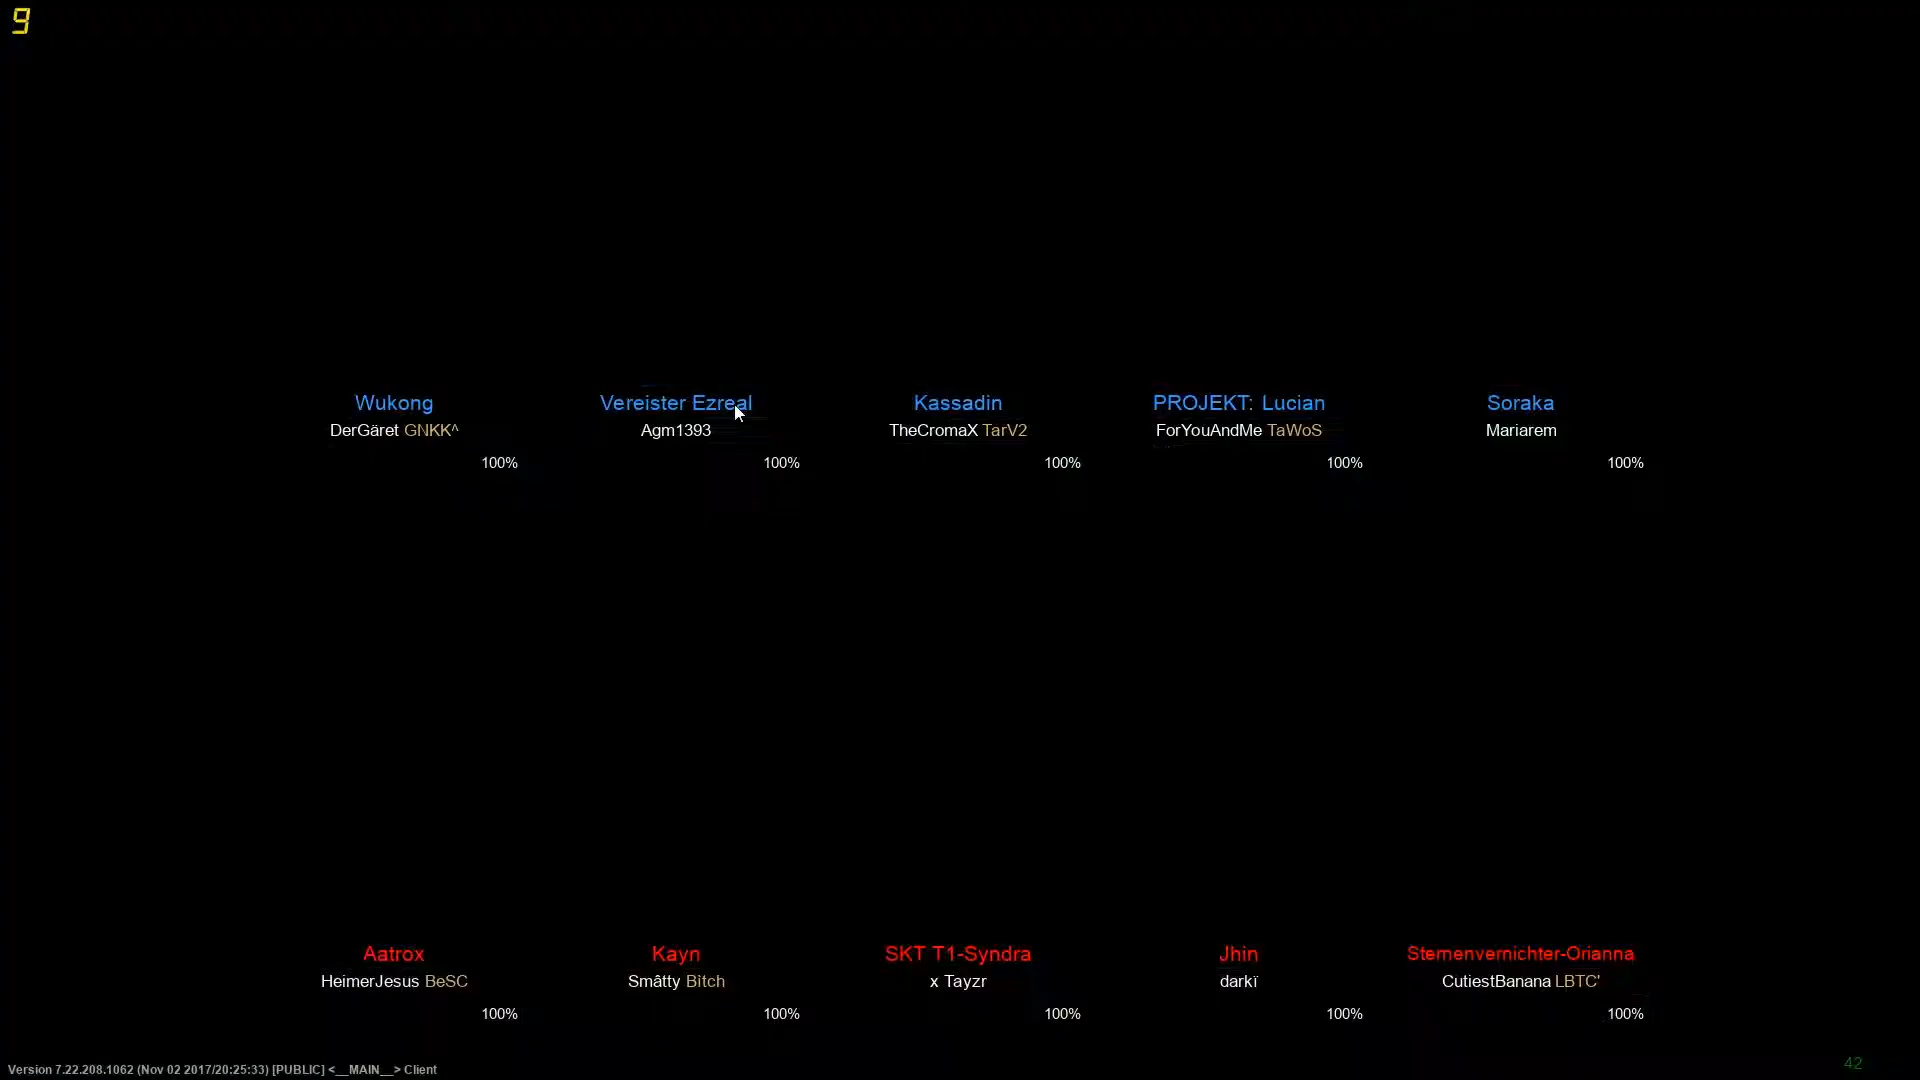 9
Wukong Vereister Ezreal Kassadin PROJEKT: Lucian Soraka
DerGäret GNKK^ Agm1393 TheCromaX TarV2 ForYouAndMe TaWoS Mariarem
100% 100% 100% 100% 100%
Aatrox Kayn SKT T1-Syndra Jhin Sternenvernichter-Orianna
HeimerJesus BeSC Smâtty Bitch x Tayzr darkï CutiestBanana LBTC'
100% 100% 100% 100% 100%
Version 7.22.208.1062 (Nov 02 2017/20:25:33) [PUBLIC] <__MAIN__> Client
42